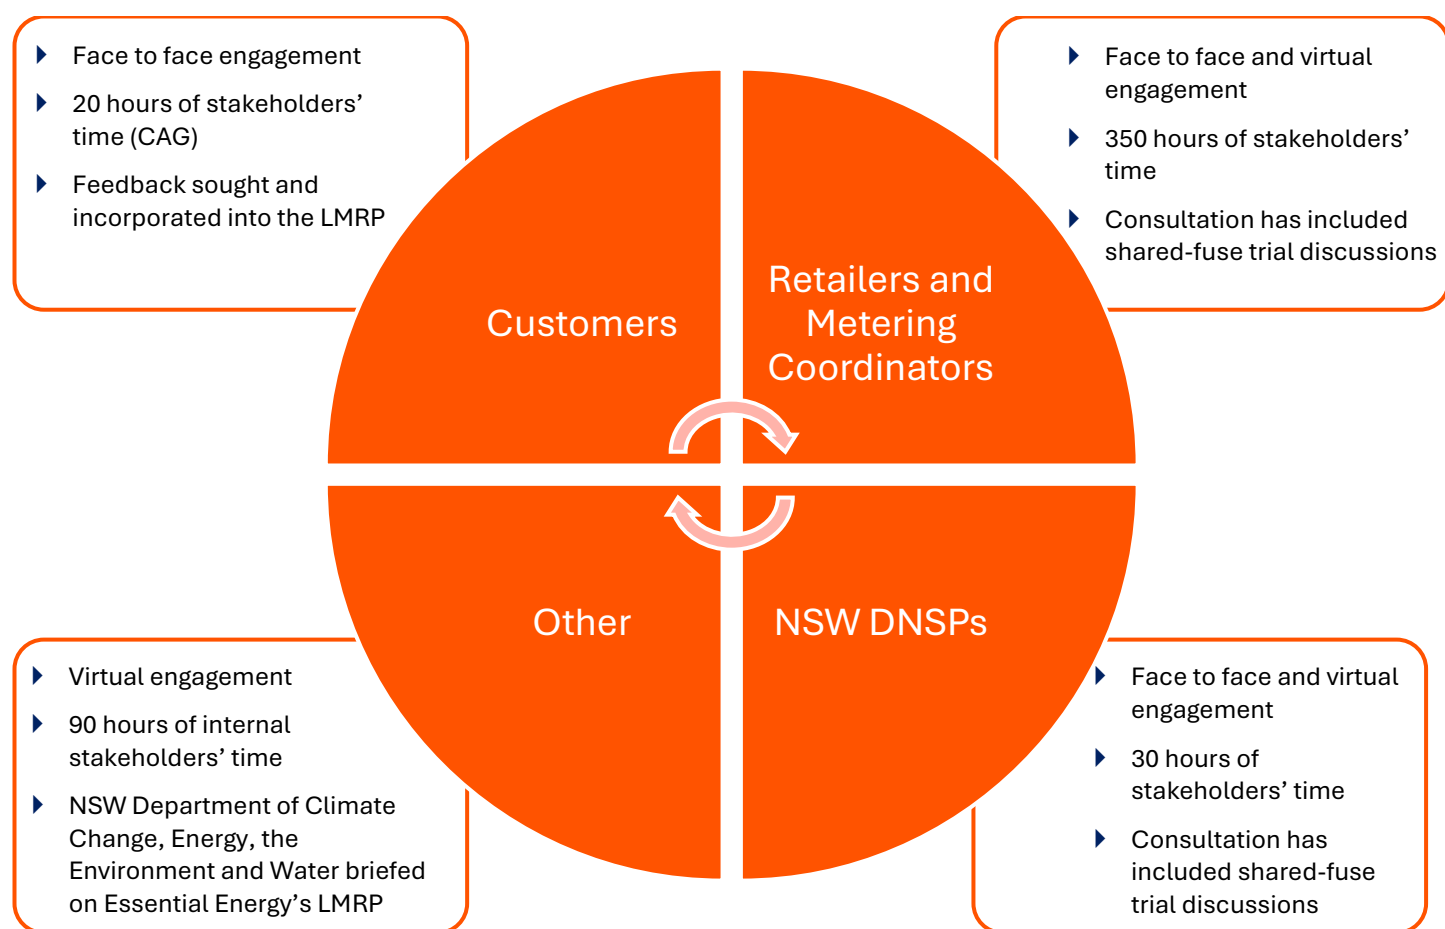 Face to face engagement
20 hours of stakeholders’
time (CAG)
Feedback sought and
incorporated into the LMRP
Face to face and virtual
engagement
350 hours of stakeholders’
time
Consultation has included
shared-fuse trial discussions
Customers
Retailers and
Metering
Coordinators
Other
NSW DNSPs
Virtual engagement
90 hours of internal
stakeholders’ time
NSW Department of Climate
Change, Energy, the
Environment and Water briefed
on Essential Energy’s LMRP
Face to face and virtual
engagement
30 hours of
stakeholders’ time
Consultation has
included shared-fuse
trial discussions